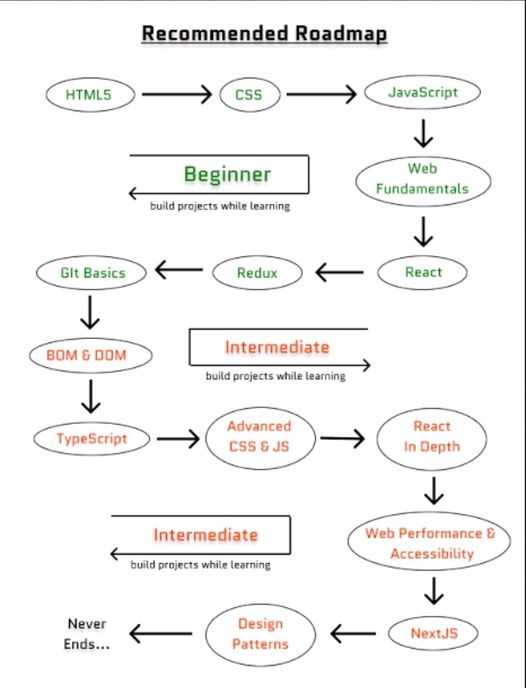 Recommended Roadmap
HTML5
CSS
JavaScript
Beginner
build projects while learning
Web
Fundamentals
GIt Basics
Redux
React
BOM & DOM
Intermediate
build projects while learning
TypeScript
Advanced
CSS & JS
React
In Depth
Intermediate
build projects while learning
Web Performance &
Accessibility
Never
Ends...
Design
Patterns
NextJS